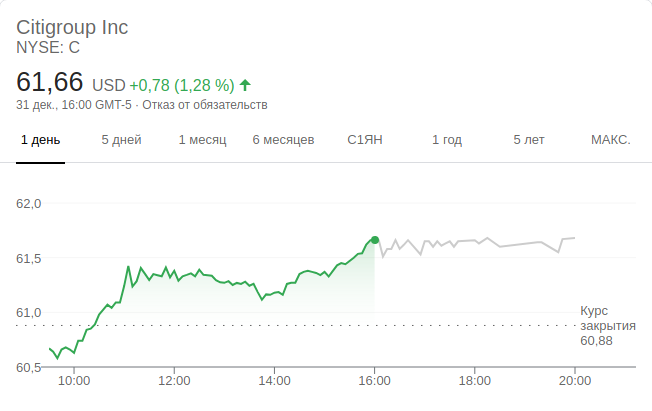 Citigroup Inc
NYSE: C
61,66 USD +0,78 (1,28 %)
31 дек., 16:00 GMT-5 · Отказ от обязательств
1 день 5 дней 1 месяц 6 месяцев С1ЯН 1 год 5 лет МАКС.
62,0
61,5
61,0
60,5
Курс
закрытия
60,88
10:00 12:00 14:00 16:00 18:00 20:00